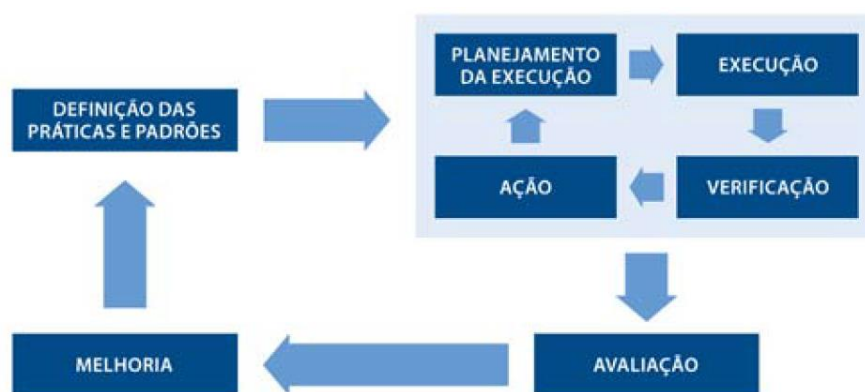 PLANEJAMENTO
DA EXECUÇÃO
EXECUÇÃO
DEFINIÇÃO DAS
PRÁTICAS E PADRÕES
AÇÃO
VERIFICAÇÃO
MELHORIA
AVALIAÇÃO